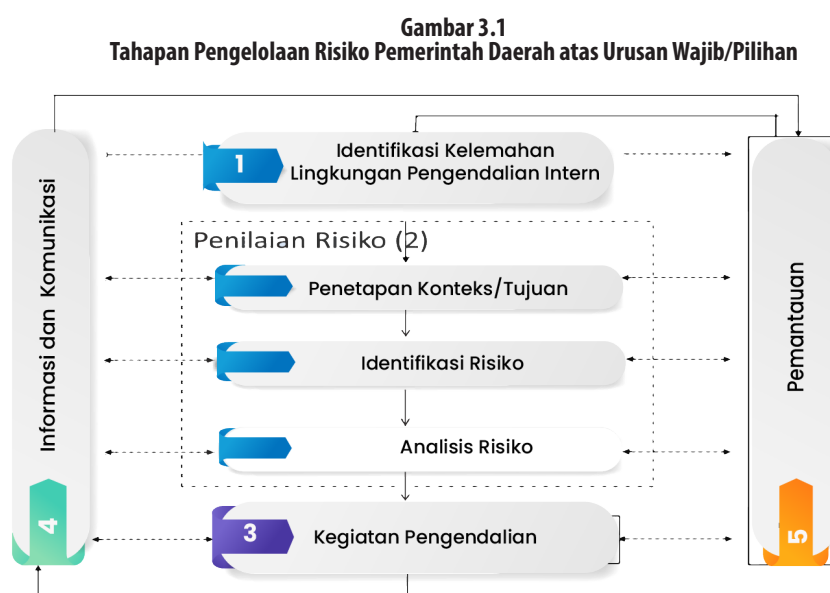 Gambar 3.1
Tahapan Pengelolaan Risiko Pemerintah Daerah atas Urusan Wajib/Pilihan
1
Identifikasi Kelemahan
Lingkungan Pengendalian Intern
Penilaian Risiko (2)
Penetapan Konteks/Tujuan
Identifikasi Risiko
Analisis Risiko
3
Kegiatan Pengendalian
Informasi dan Komunikasi
4
Pemantauan
5